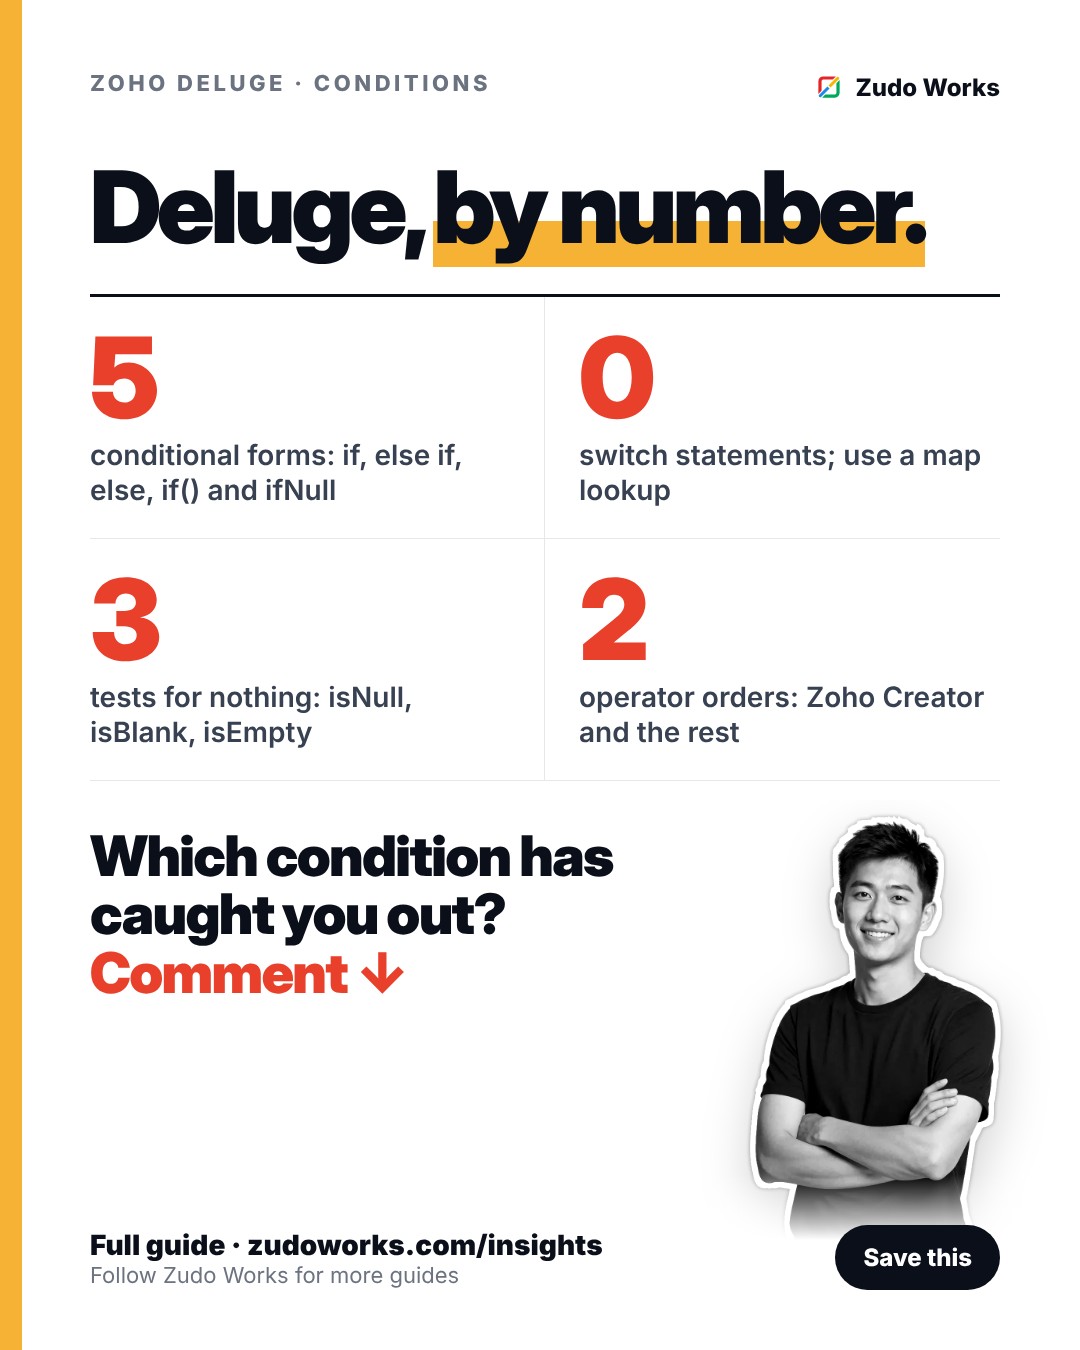 ZOHO DELUGE · CONDITIONS
Zudo Works
Deluge, by number.
5
conditional forms: if, else if,
else, if() and ifNull
0
switch statements; use a map
lookup
3
tests for nothing: isNull,
isBlank, isEmpty
2
operator orders: Zoho Creator
and the rest
Which condition has
caught you out?
Comment ↓
Full guide · zudoworks.com/insights
Follow Zudo Works for more guides
Save this